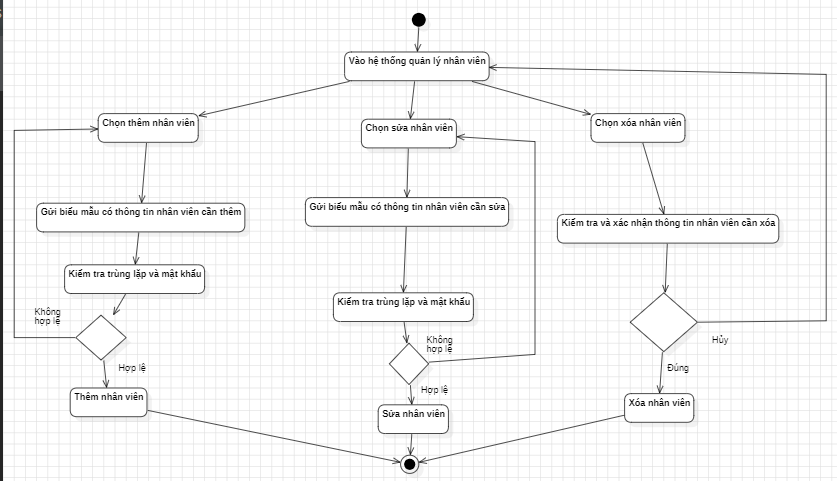 Vào hệ thống quản lý nhân viên
Chọn thêm nhân viên
Chọn sửa nhân viên
Chọn xóa nhân viên
Gửi biểu mẫu có thông tin nhân viên cần thêm
Gửi biểu mẫu có thông tin nhân viên cần sửa
Kiểm tra và xác nhận thông tin nhân viên cần xóa
Kiểm tra trùng lặp và mật khẩu
Kiểm tra trùng lặp và mật khẩu
Không
hợp lệ
Không
hợp lệ
Hủy
Hợp lệ
Đúng
Hợp lệ
Thêm nhân viên
Sửa nhân viên
Xóa nhân viên